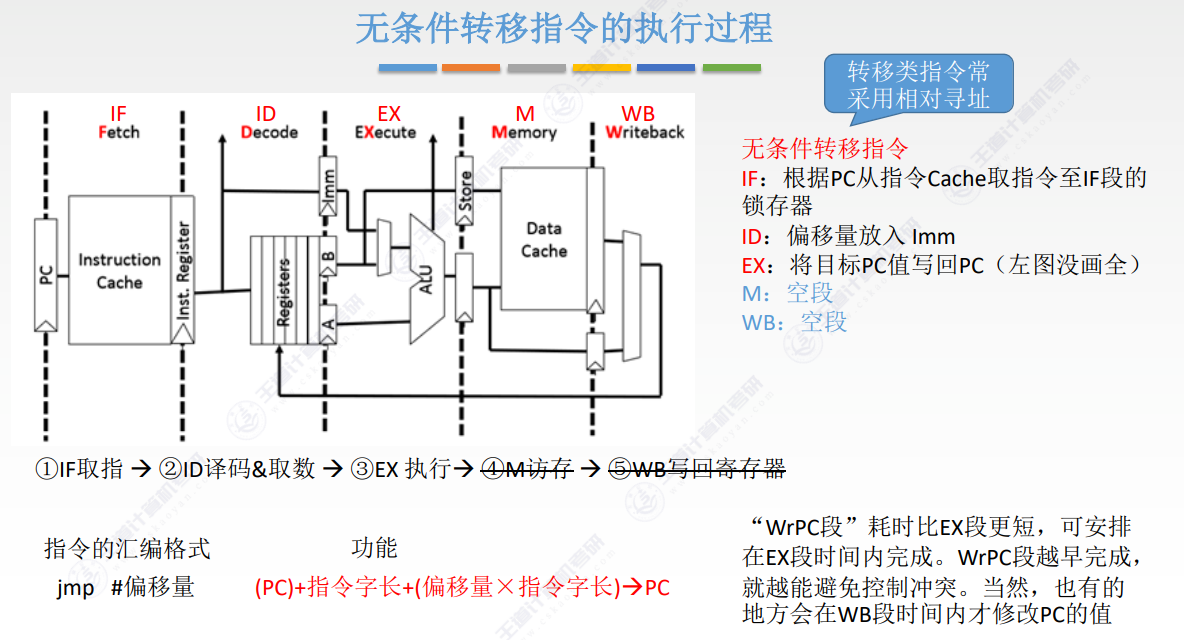 无条件转移指令的执行过程
转移类指令常
采用相对寻址
IF
Fetch
ID
Decode
EX
EXecute
M
Memory
WB
Writeback
PC
Instruction
Cache
Inst. Register
Registers
Imm
B
A
ALU
Store
Data
Cache
无条件转移指令
IF：根据PC从指令Cache取指令至IF段的
锁存器
ID：偏移量放入 Imm
EX：将目标PC值写回PC（左图没画全）
M：空段
WB：空段
①IF取指 → ②ID译码&取数 → ③EX 执行→ ④M访存 → ⑤WB写回寄存器
指令的汇编格式 功能
jmp #偏移量 (PC)+指令字长+(偏移量×指令字长)→PC
“WrPC段”耗时比EX段更短，可安排
在EX段时间内完成。WrPC段越早完成，
就越能避免控制冲突。当然，也有的
地方会在WB段时间内才修改PC的值
王道计算机考研